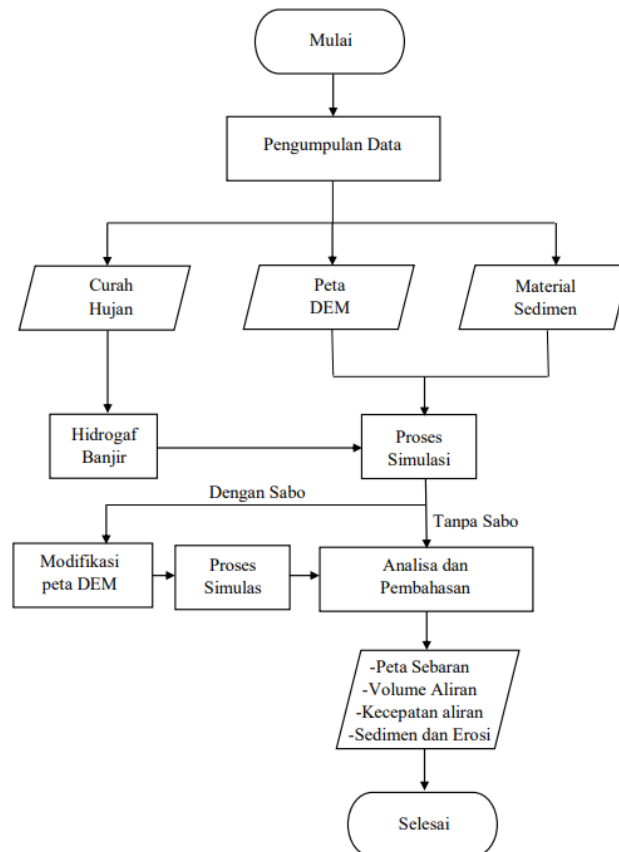 Mulai
Pengumpulan Data
Curah
Hujan
Peta
DEM
Material
Sedimen
Hidrogaf
Banjir
Proses
Simulasi
Dengan Sabo
Tanpa Sabo
Modifikasi
peta DEM
Proses
Simulas
Analisa dan
Pembahasan
-Peta Sebaran
-Volume Aliran
-Kecepatan aliran
-Sedimen dan Erosi
Selesai